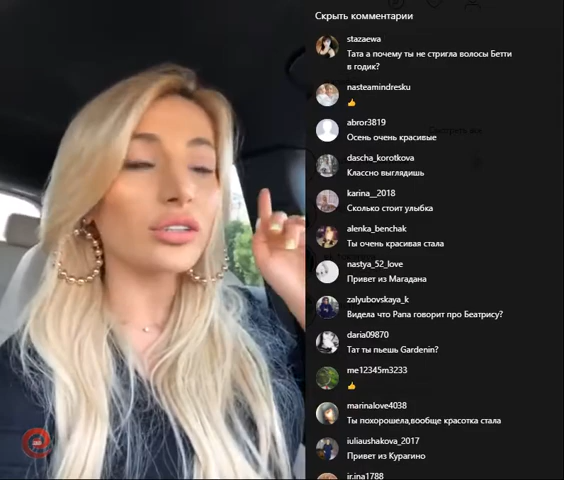 Скрыть комментарии
stazaewa
Тата а почему ты не стригла волосы Бетти
в годик?
nasteamindresku
👍
abror3819
Осень очень красивые
dascha_korotkova
Классно выглядишь
karina__2018
Сколько стоит улыбка
alenka_benchak
Ты очень красивая стала
nastya_52_love
Привет из Магадана
zalyubovskaya_k
Видела что Рапа говорит про Беатрису?
daria09870
Тат ты пьешь Gardenin?
me12345m3233
👍
marinalove4038
Ты похорошела,вообще красотка стала
iuliaushakova_2017
Привет из Курагино
ir.ina1788